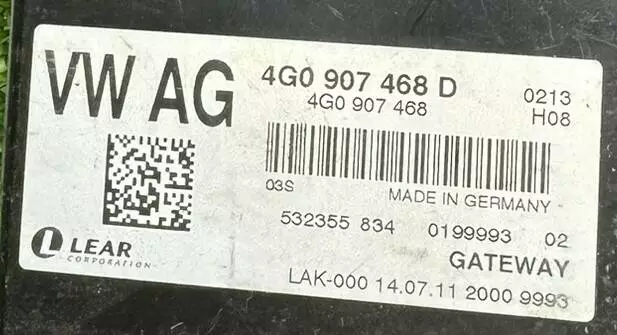 VW AG
4G0 907 468 D
4G0 907 468
0213
H08
03S
MADE IN GERMANY
532355 834 0199993 02
LEAR
CORPORATION
GATEWAY
LAK-000 14.07.11 2000 9993